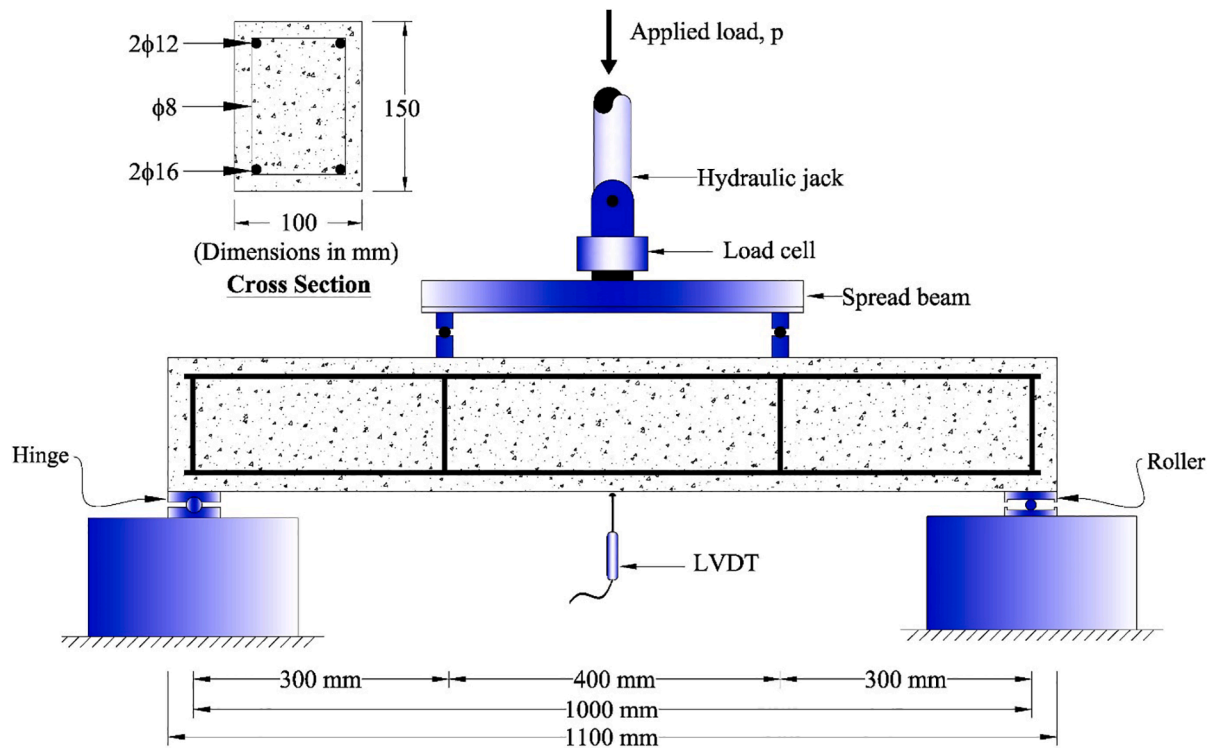 2ϕ12
ϕ8
2ϕ16
150
100
(Dimensions in mm)
Cross Section
Applied load, p
Hydraulic jack
Load cell
Spread beam
Hinge
Roller
LVDT
300 mm
400 mm
300 mm
1000 mm
1100 mm